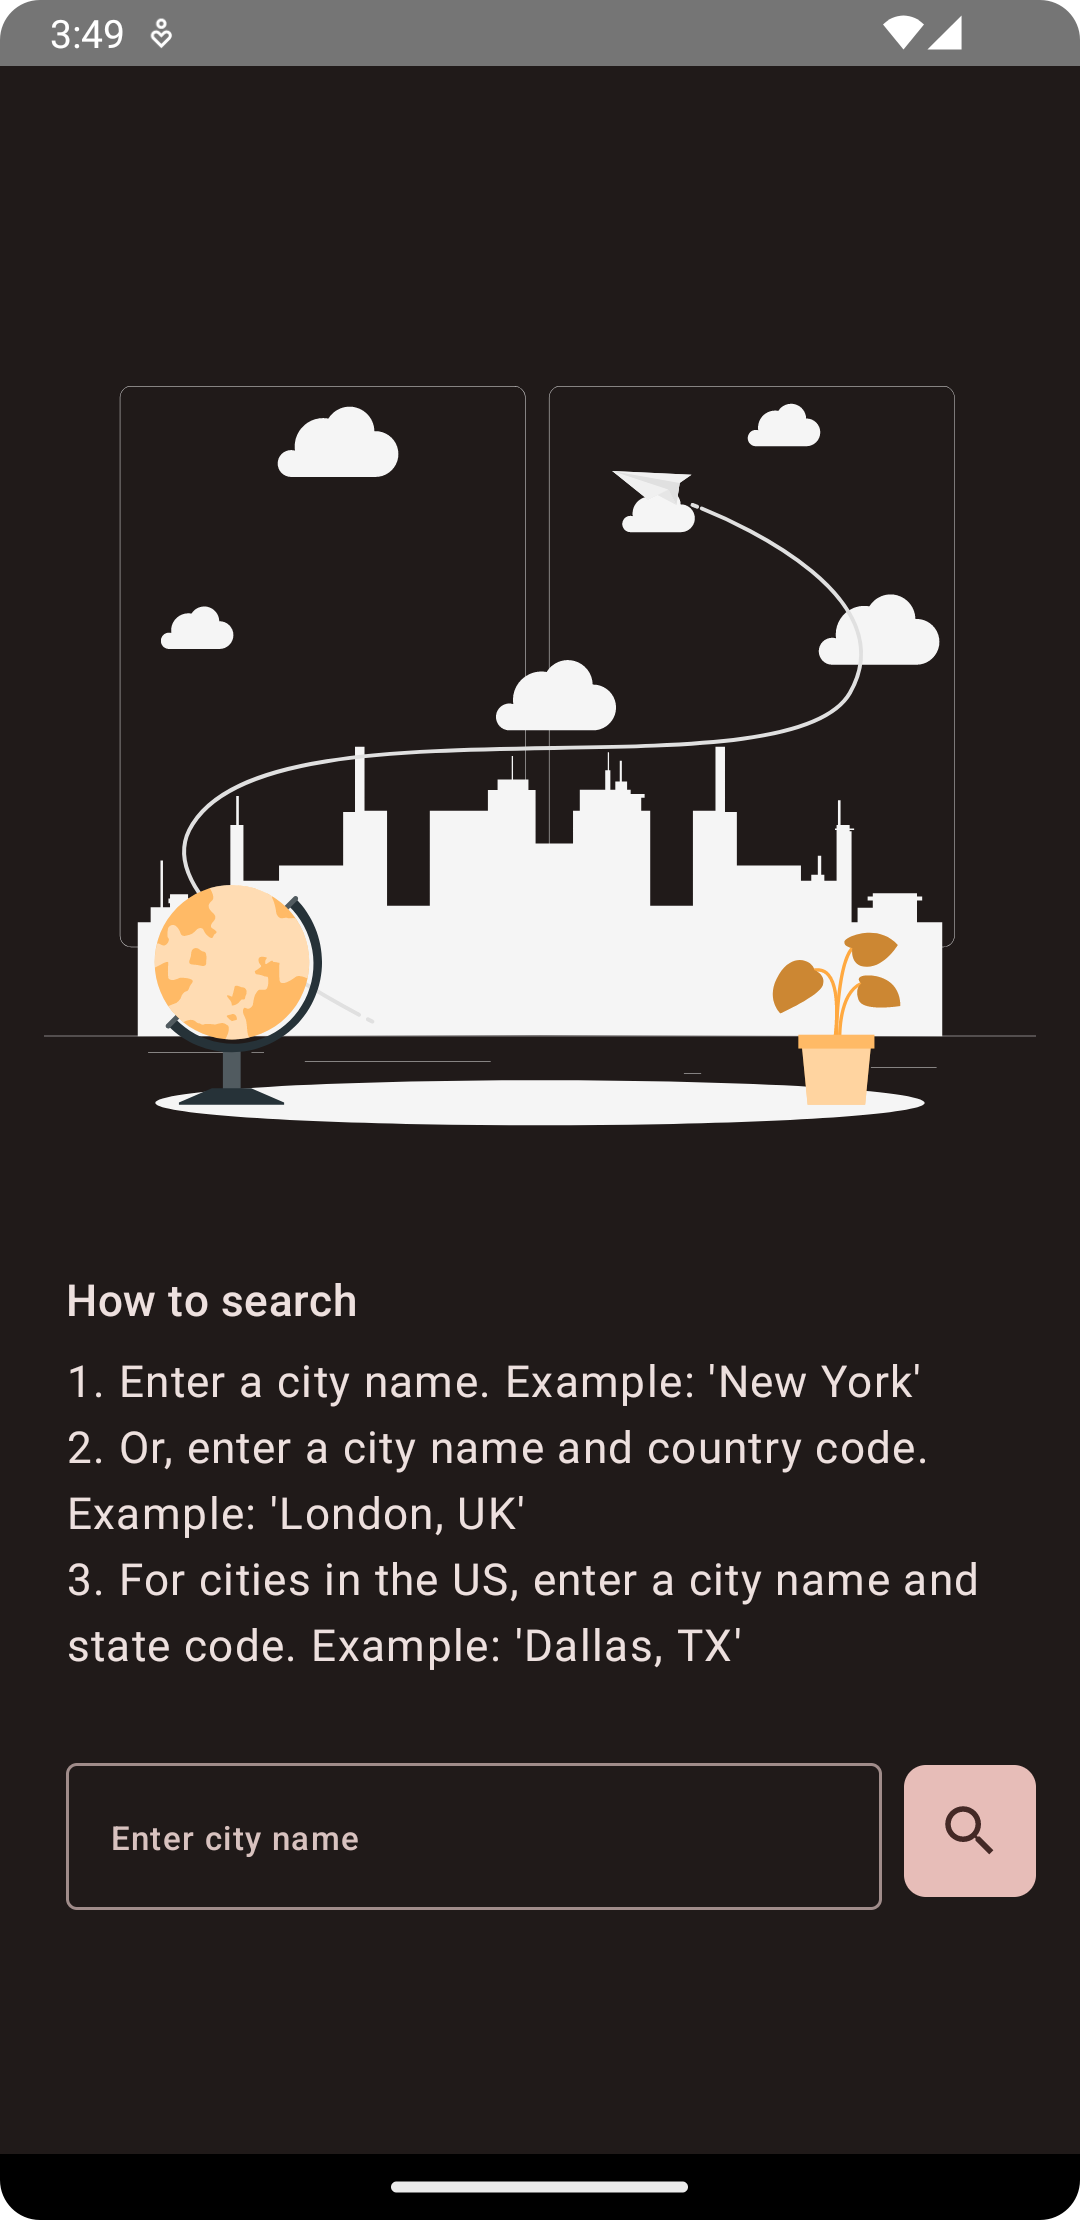 3:49
How to search
1. Enter a city name. Example: 'New York'
2. Or, enter a city name and country code.
Example: 'London, UK'
3. For cities in the US, enter a city name and
state code. Example: 'Dallas, TX'
Enter city name